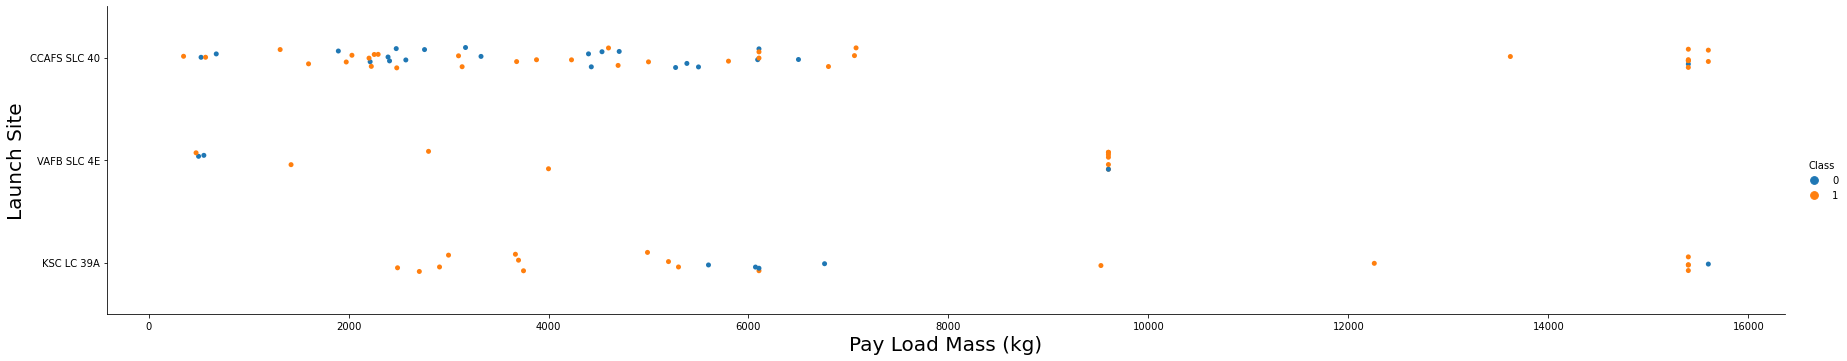 Launch Site
CCAFS SLC 40
VAFB SLC 4E
KSC LC 39A
0 2000 4000 6000 8000 10000 12000 14000 16000
Pay Load Mass (kg)
Class
0
1